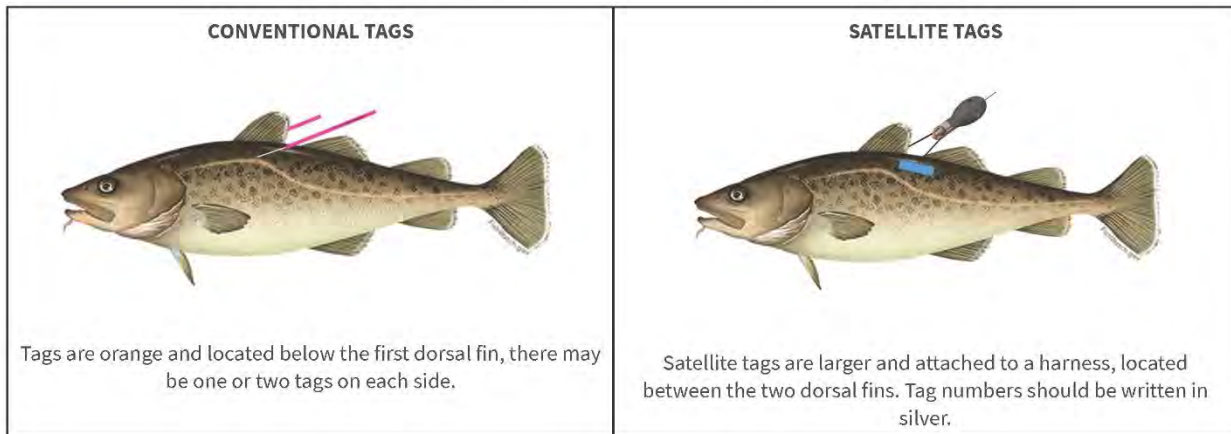 CONVENTIONAL TAGS
Tags are orange and located below the first dorsal fin, there may
be one or two tags on each side.
SATELLITE TAGS
Satellite tags are larger and attached to a harness, located
between the two dorsal fins. Tag numbers should be written in
silver.